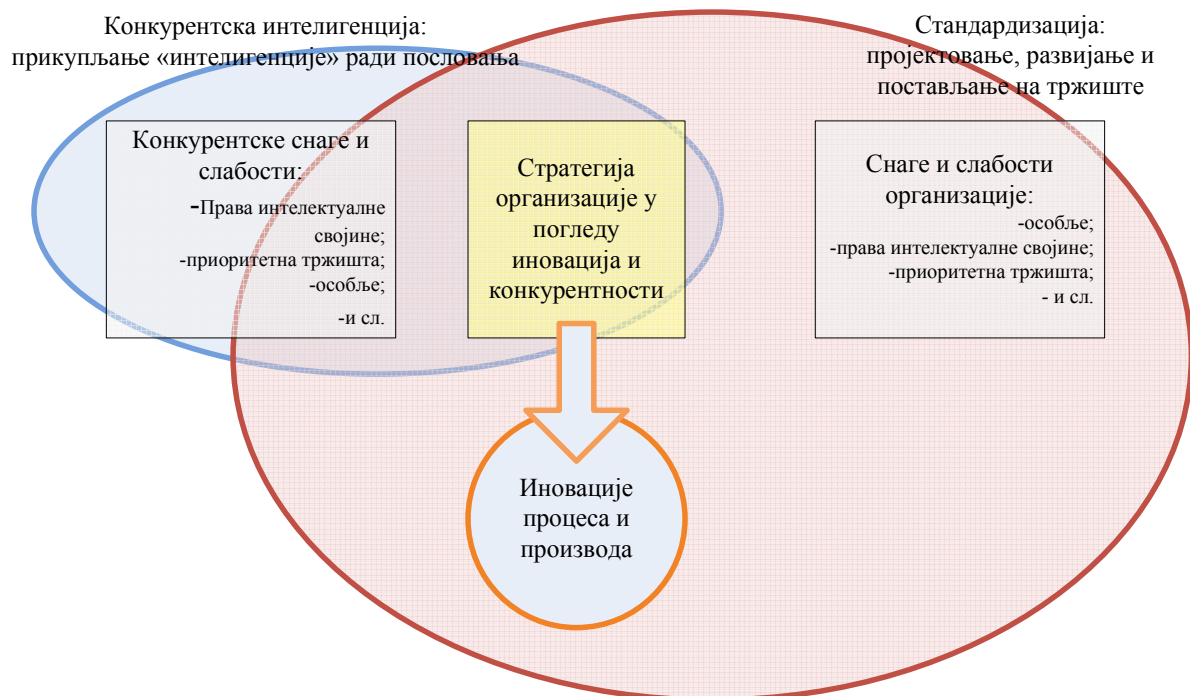 Конкурентска интелигенција:
прикупљање «интелигенције» ради пословања
Стандардизација:
пројектовање, развијање и
постављање на тржиште
Конкурентске снаге и
слабости:
-Права интелектуалне
својине;
-приоритетна тржишта;
-особље;
-и сл.
Стратегија
организације у
погледу
иновација и
конкурентности
Снаге и слабости
организације:
-особље;
-права интелектуалне својине;
-приоритетна тржишта;
- и сл.
Иновације
процеса и
производа